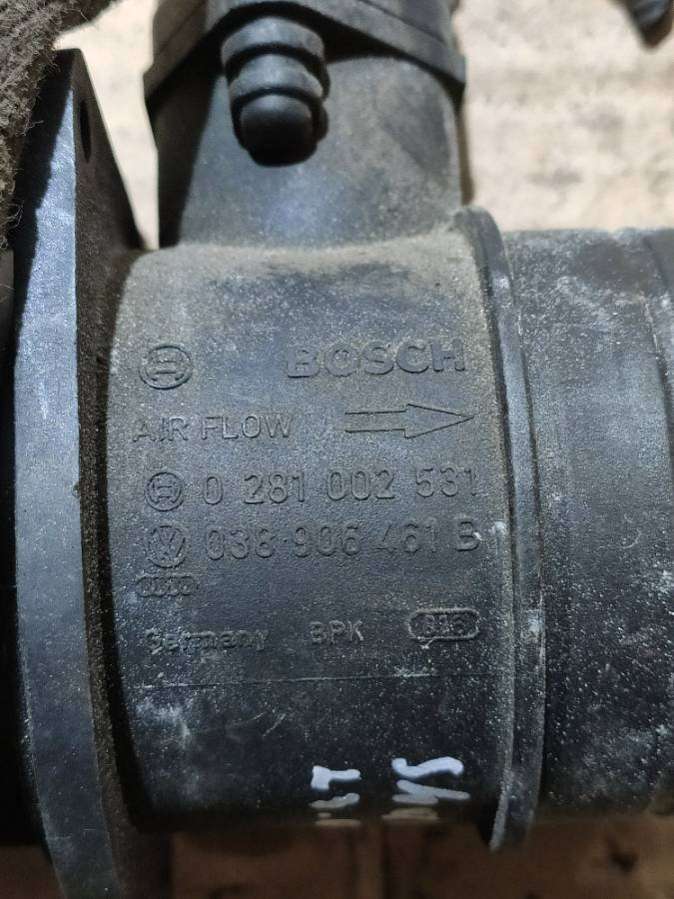 BOSCH
AIR FLOW
0 281 002 531
038 906 461 B
Germany BPK